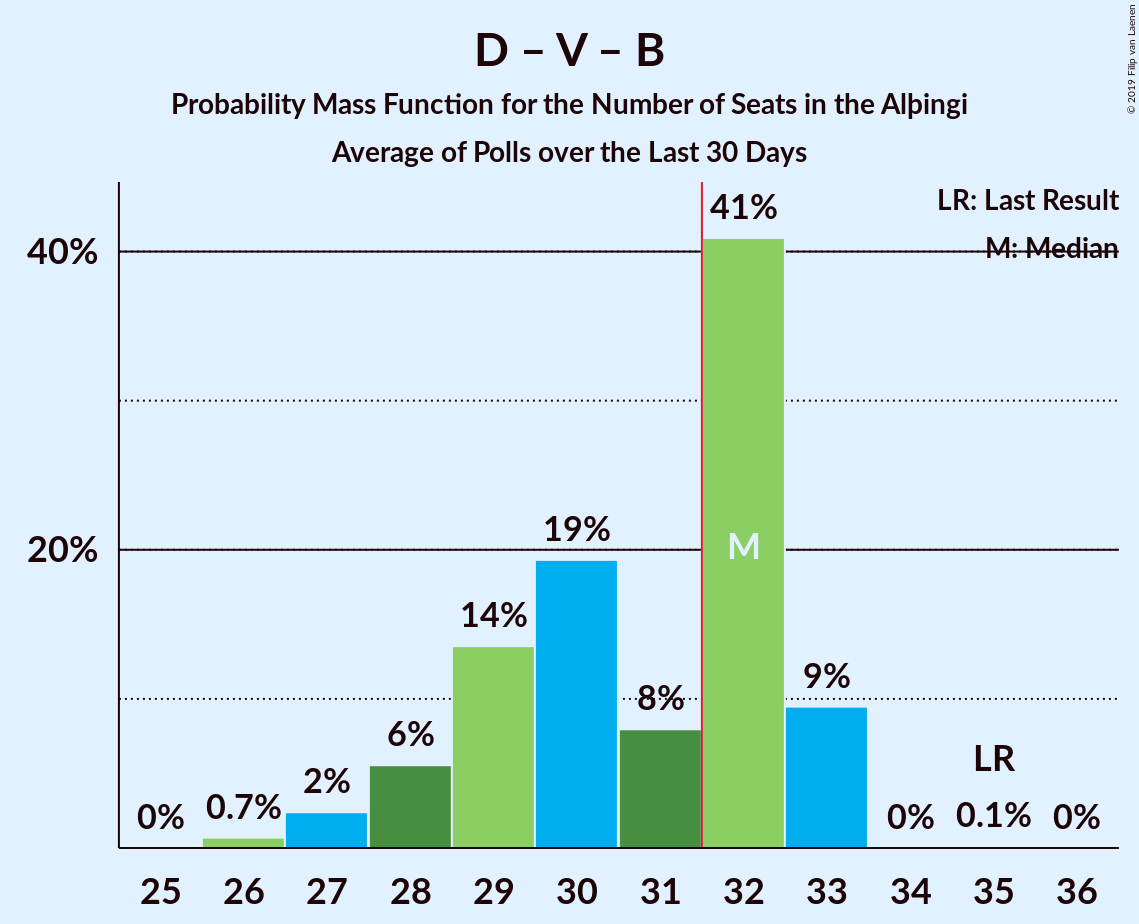 D – V – B
Probability Mass Function for the Number of Seats in the Alþingi
Average of Polls over the Last 30 Days
© 2019 Filip van Laenen
LR: Last Result
M: Median
40%
20%
0%
0.7%
2%
6%
14%
19%
8%
41%
M
9%
0%
LR
0.1%
0%
25 26 27 28 29 30 31 32 33 34 35 36